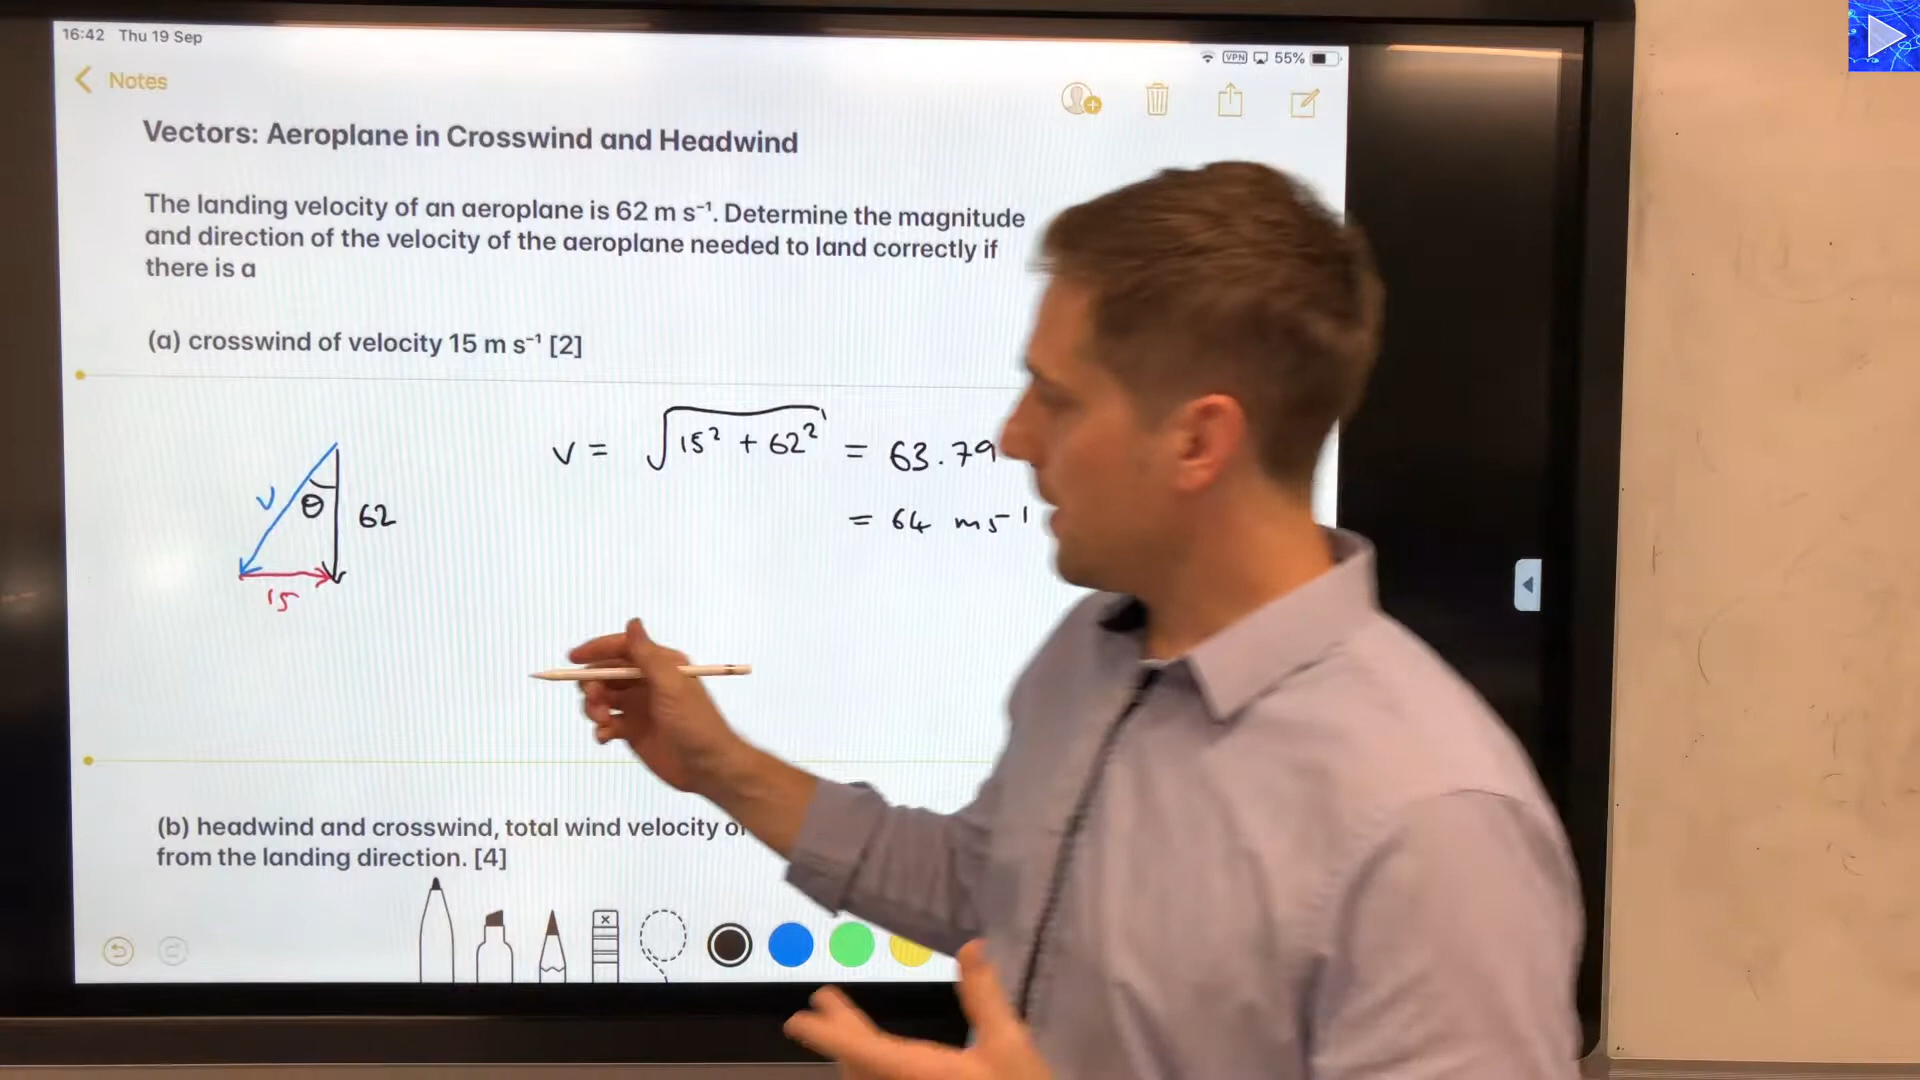 16:42 Thu 19 Sep
VPN 55%
Notes
Vectors: Aeroplane in Crosswind and Headwind
The landing velocity of an aeroplane is 62 m s⁻¹. Determine the magnitude
and direction of the velocity of the aeroplane needed to land correctly if
there is a
(a) crosswind of velocity 15 m s⁻¹ [2]
v = √15² + 62² = 63.79
= 64 ms⁻¹
v θ 62
15
(b) headwind and crosswind, total wind velocity
from the landing direction. [4]